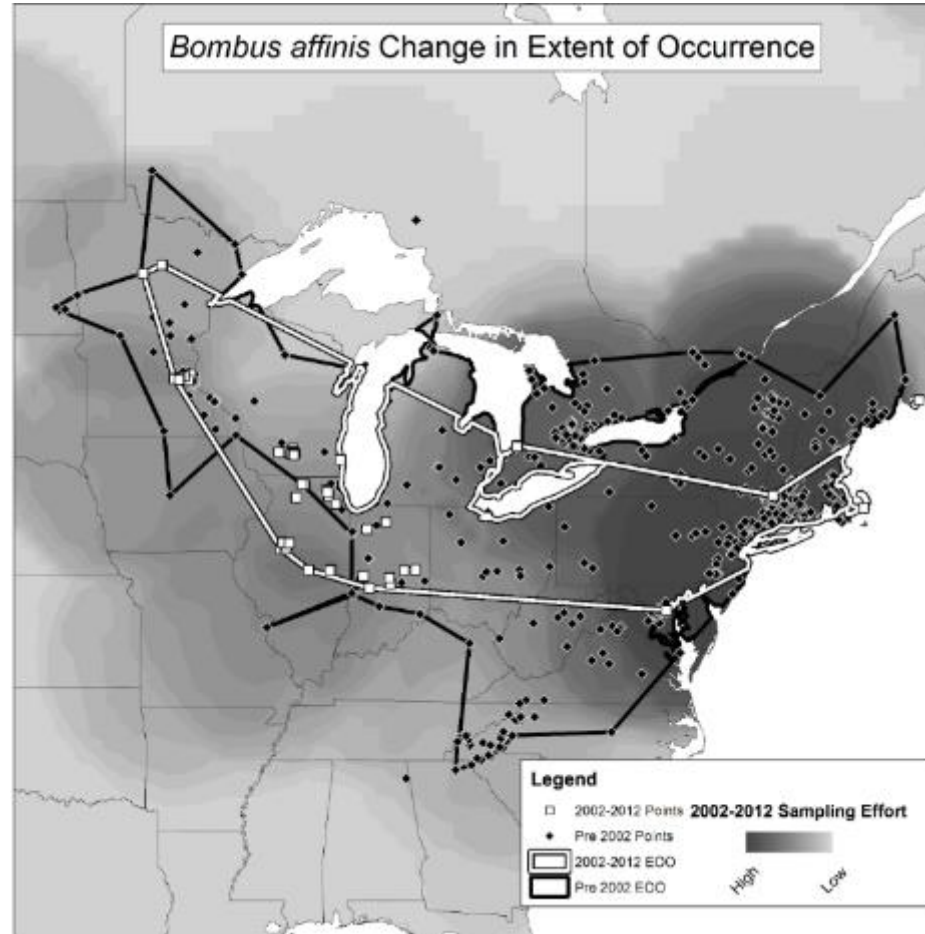 Bombus affinis Change in Extent of Occurrence
Legend
2002-2012 Points
Pre 2002 Points
2002-2012 EOO
Pre 2002 EOO
2002-2012 Sampling Effort
High
Low